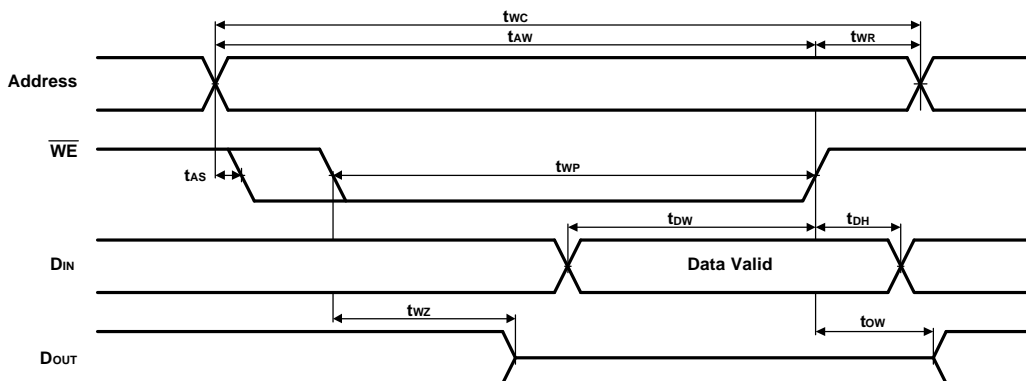 tWC
tAW
tWR
Address
WE
tAS
tWP
tDW
tDH
DIN
Data Valid
tWZ
tOW
DOUT